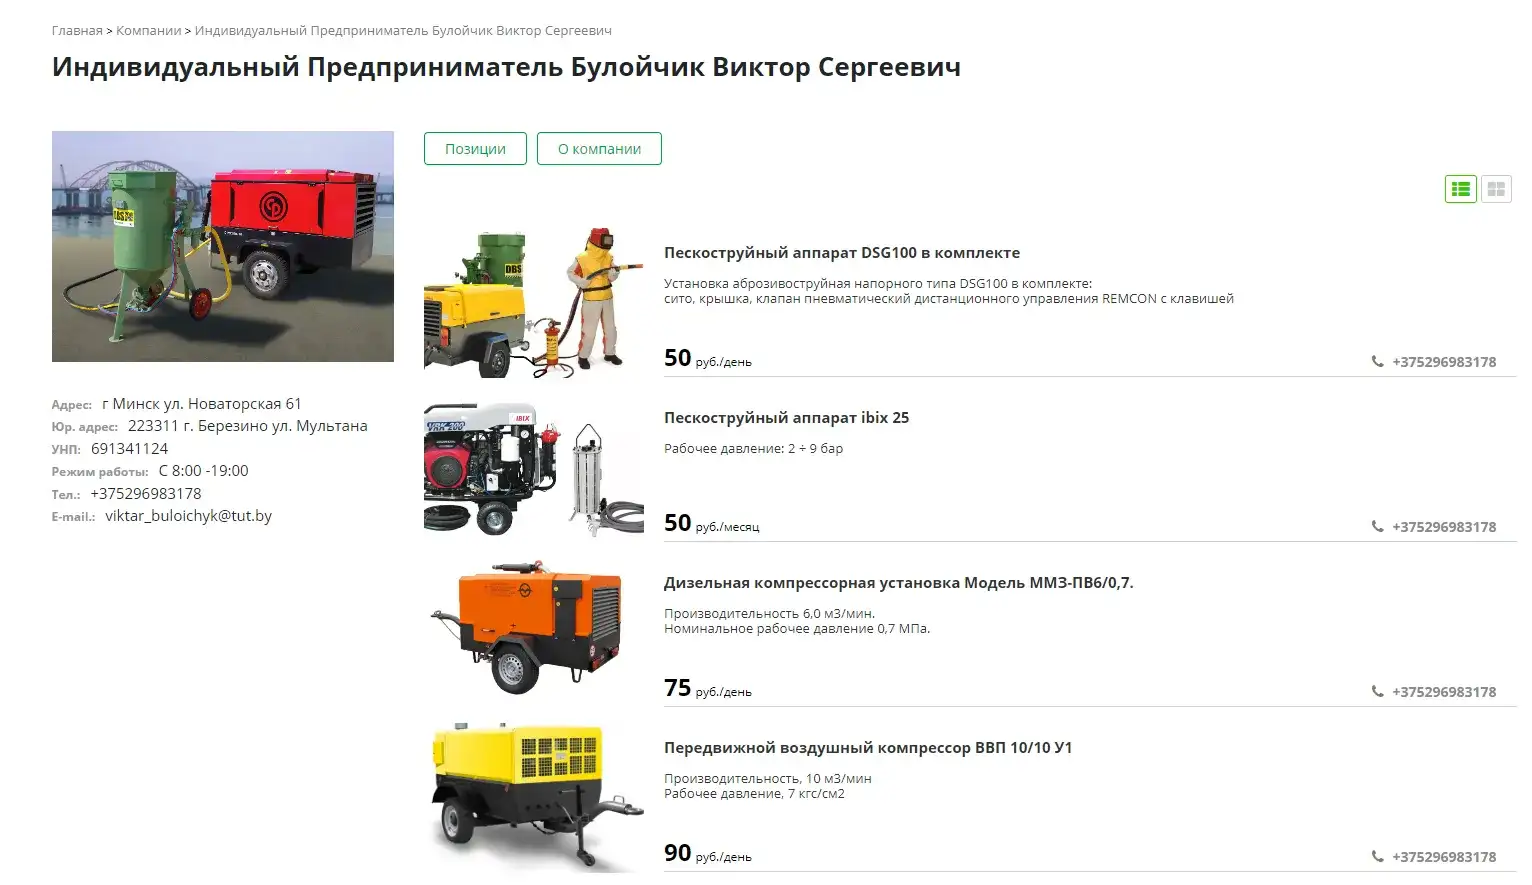 Главная > Компании > Индивидуальный Предприниматель Булойчик Виктор Сергеевич
Индивидуальный Предприниматель Булойчик Виктор Сергеевич
Позиции
О компании
Адрес: г Минск ул. Новаторская 61
Юр. адрес: 223311 г. Березино ул. Мультана
УНП: 691341124
Режим работы: С 8:00 -19:00
Тел.: +375296983178
E-mail.: viktar_buloichyk@tut.by
DBS
Пескоструйный аппарат DSG100 в комплекте
Установка аброзивоструйная напорного типа DSG100 в комплекте:
сито, крышка, клапан пневматический дистанционного управления REMCON с клавишей
50 руб./день
+375296983178
IBIX
Пескоструйный аппарат ibix 25
Рабочее давление: 2 ÷ 9 бар
50 руб./месяц
+375296983178
Дизельная компрессорная установка Модель ММЗ-ПВ6/0,7.
Производительность 6,0 м3/мин.
Номинальное рабочее давление 0,7 МПа.
75 руб./день
+375296983178
Передвижной воздушный компрессор ВВП 10/10 У1
Производительность, 10 м3/мин
Рабочее давление, 7 кгс/см2
90 руб./день
+375296983178